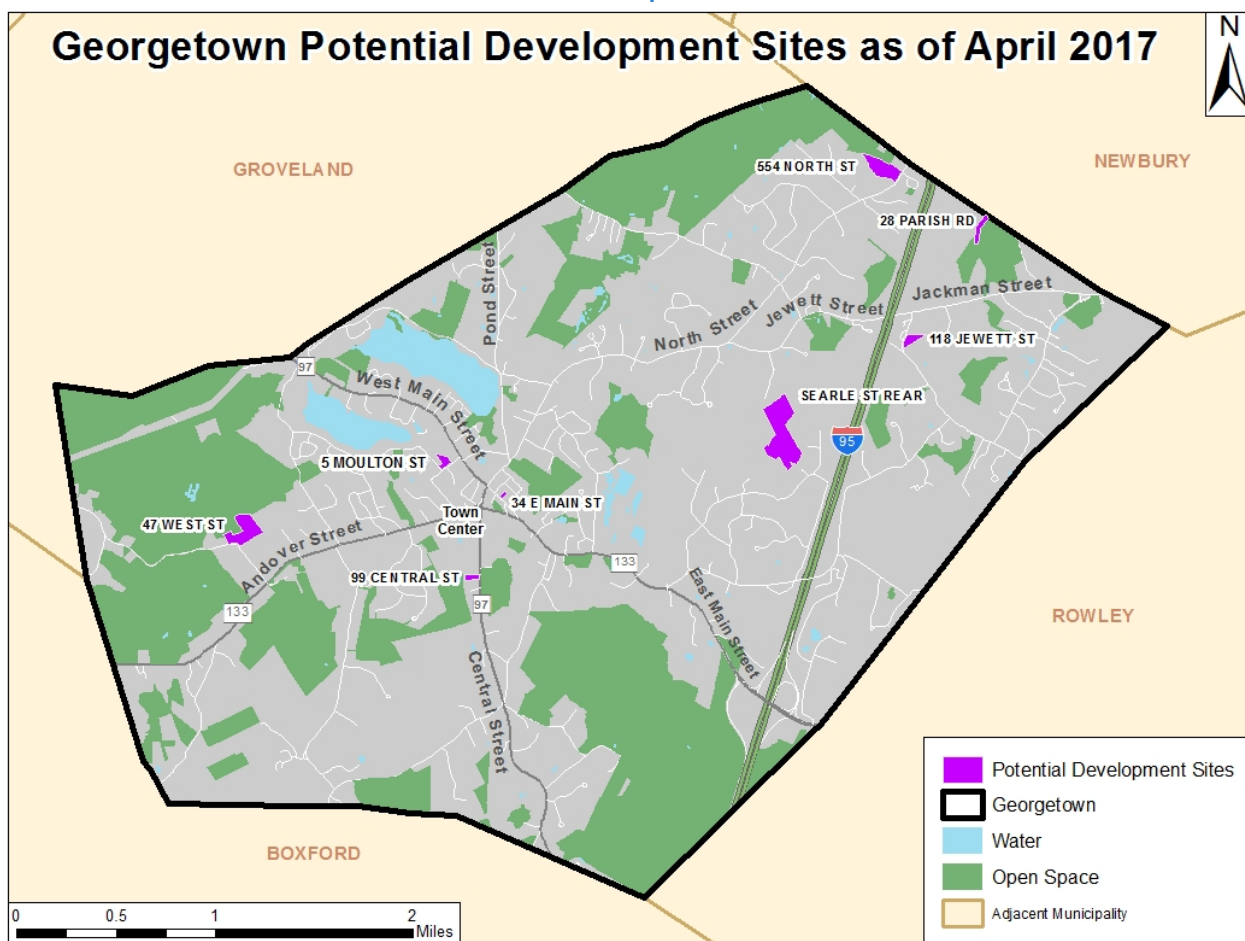 Georgetown Potential Development Sites as of April 2017
N
GROVELAND
NEWBURY
554 NORTH ST
28 PARISH RD
Pond Street
Jackman Street
Jewett Street
North Street
118 JEWETT ST
97
West Main Street
SEARLE ST REAR
95
5 MOULTON ST
34 E MAIN ST
47 WEST ST
Town
Center
Andover Street
99 CENTRAL ST
133
97
133
East Main Street
ROWLEY
Central Street
BOXFORD
Potential Development Sites
Georgetown
Water
Open Space
Adjacent Municipality
0 0.5 1 2
Miles